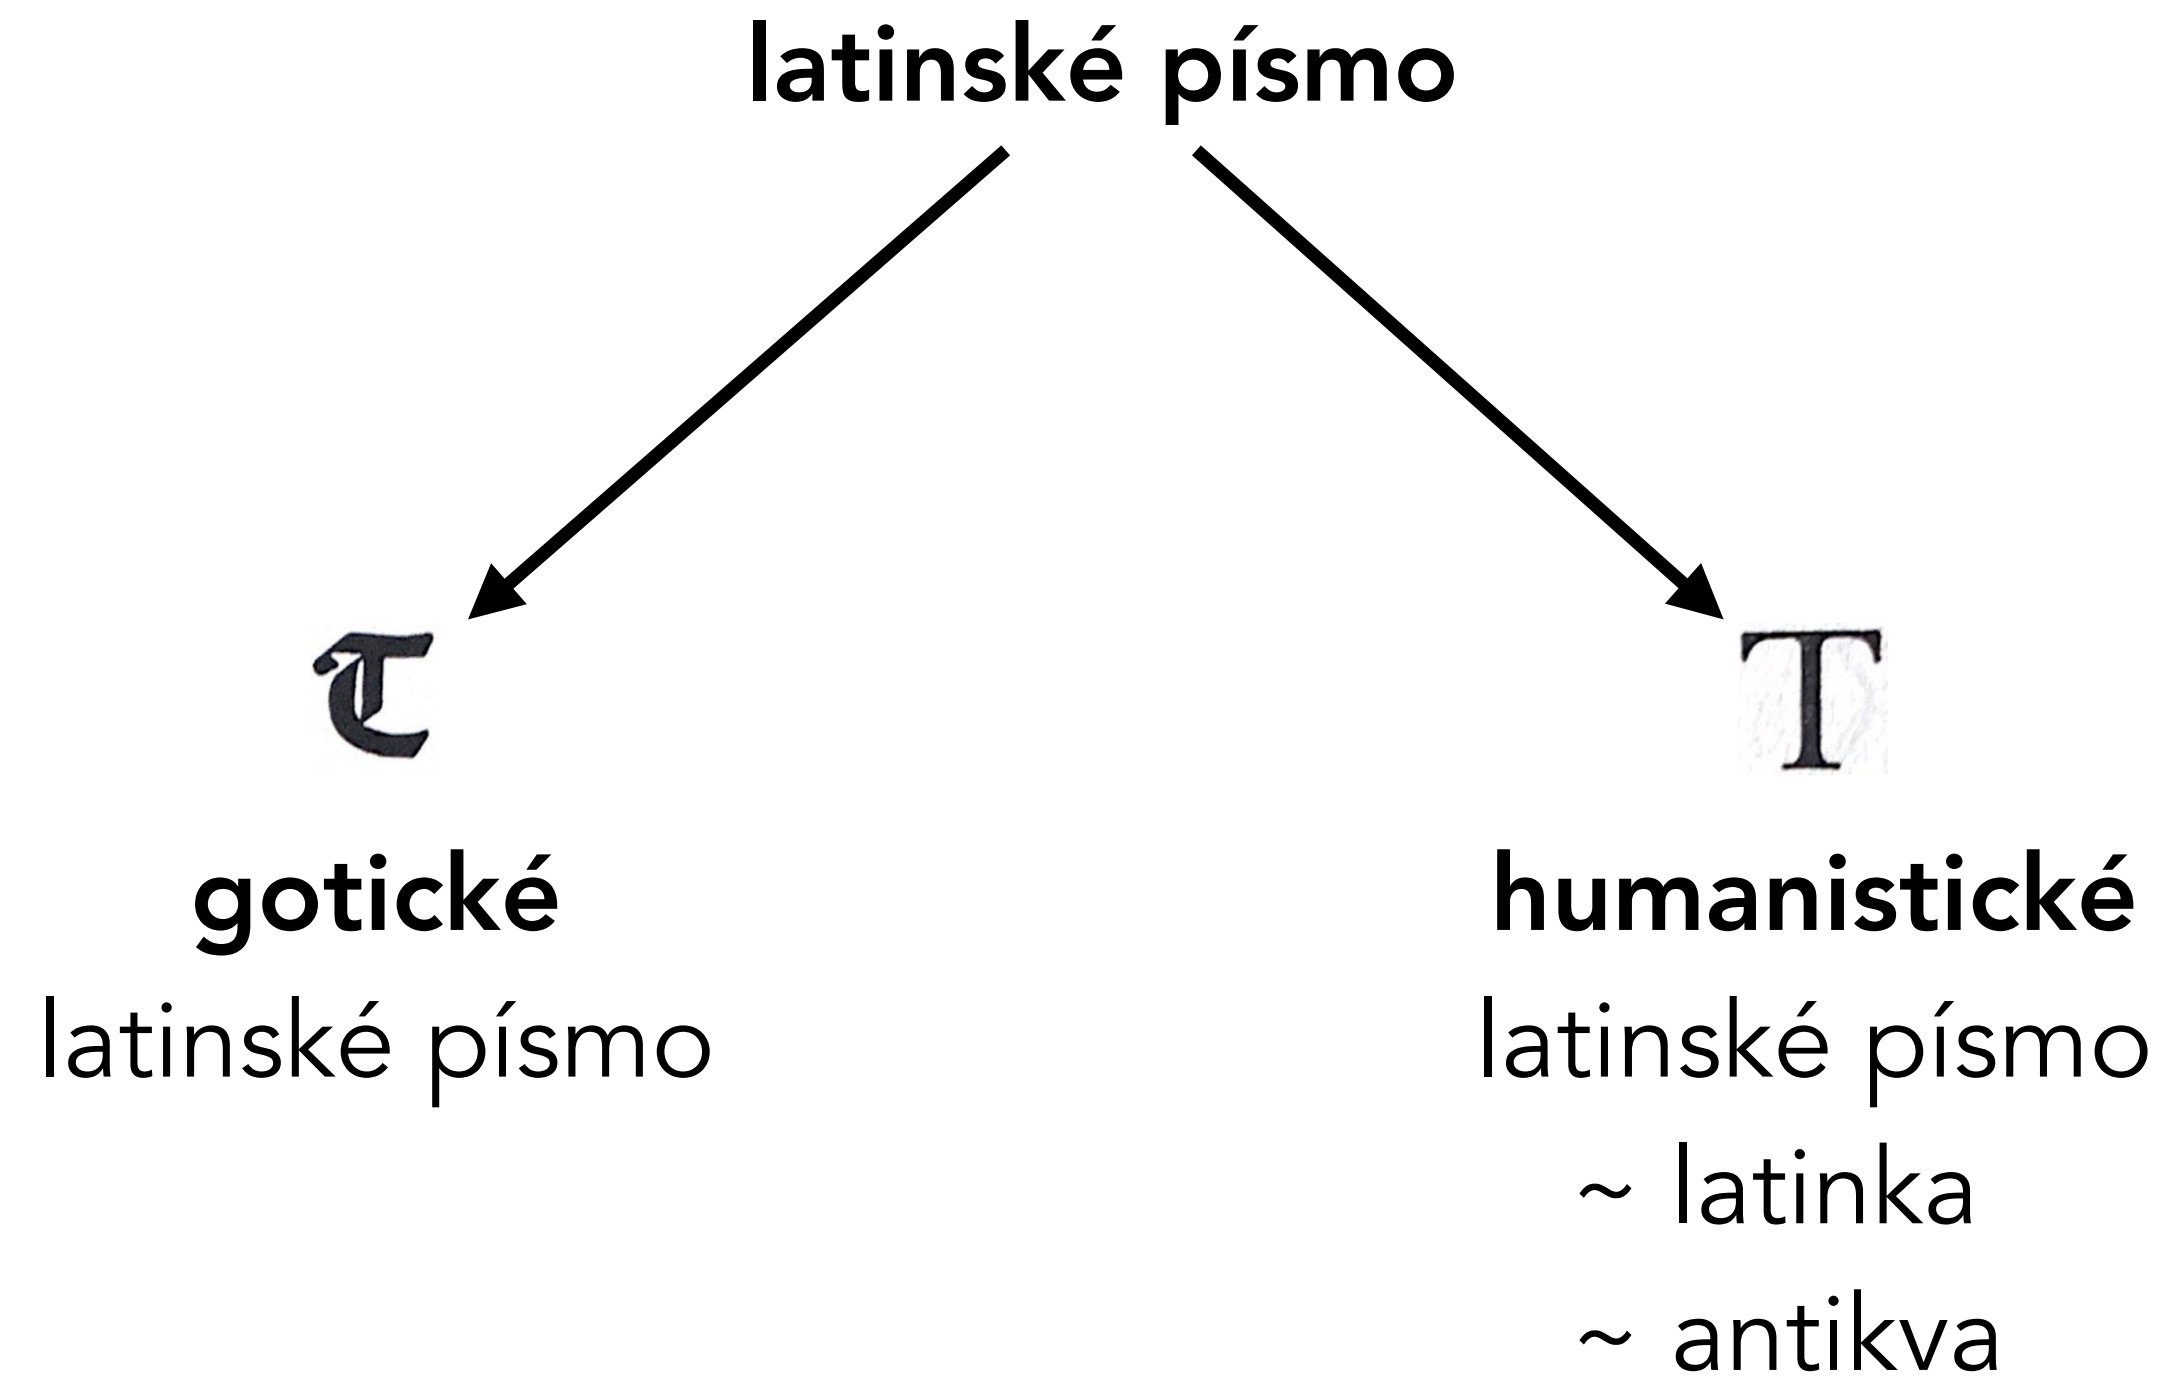 latinské písmo
T
T
gotické
latinské písmo
humanistické
latinské písmo
~ latinka
~ antikva